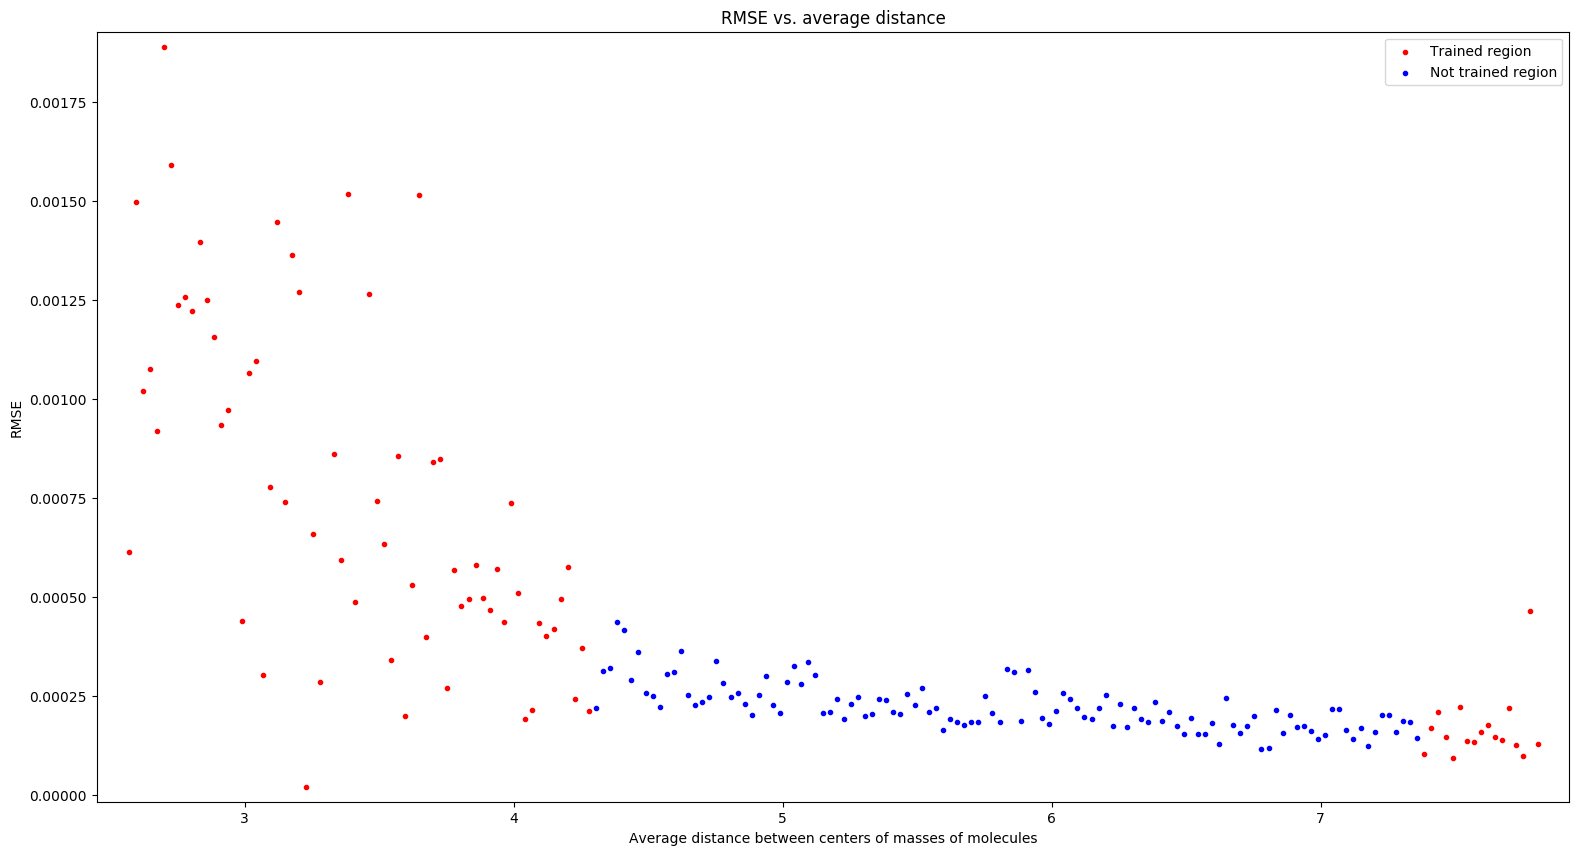 RMSE vs. average distance
Trained region
Not trained region
0.00175
0.00150
0.00125
0.00100
0.00075
0.00050
0.00025
0.00000
RMSE
3 4 5 6 7
Average distance between centers of masses of molecules